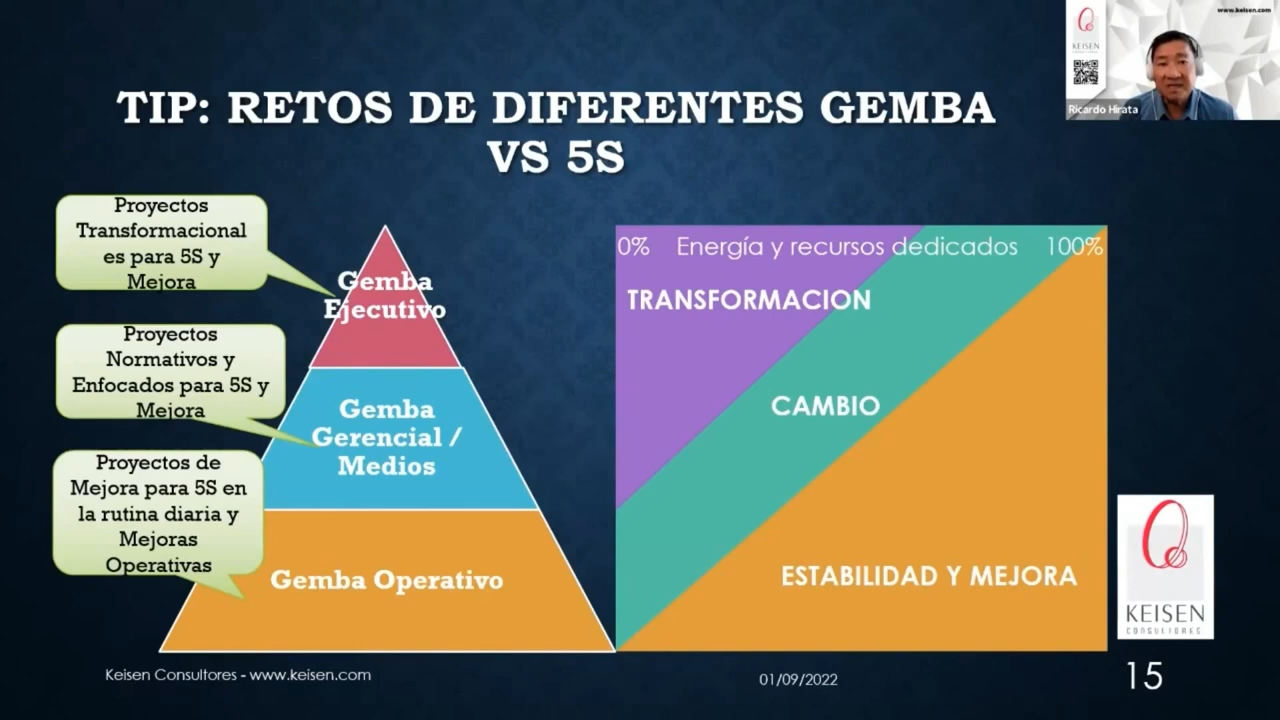 www.keisen.com
KEISEN
Ricardo Hirata
TIP: RETOS DE DIFERENTES GEMBA
VS 5S
Proyectos
Transformacional
es para 5S y
Mejora
Gemba
Ejecutivo
Proyectos
Normativos y
Enfocados para 5S y
Mejora
Gemba
Gerencial /
Medios
Proyectos de
Mejora para 5S en
la rutina diaria y
Mejoras
Operativas
Gemba Operativo
0% Energía y recursos dedicados 100%
TRANSFORMACION
CAMBIO
ESTABILIDAD Y MEJORA
KEISEN
CONSULTORES
Keisen Consultores - www.keisen.com
01/09/2022
15